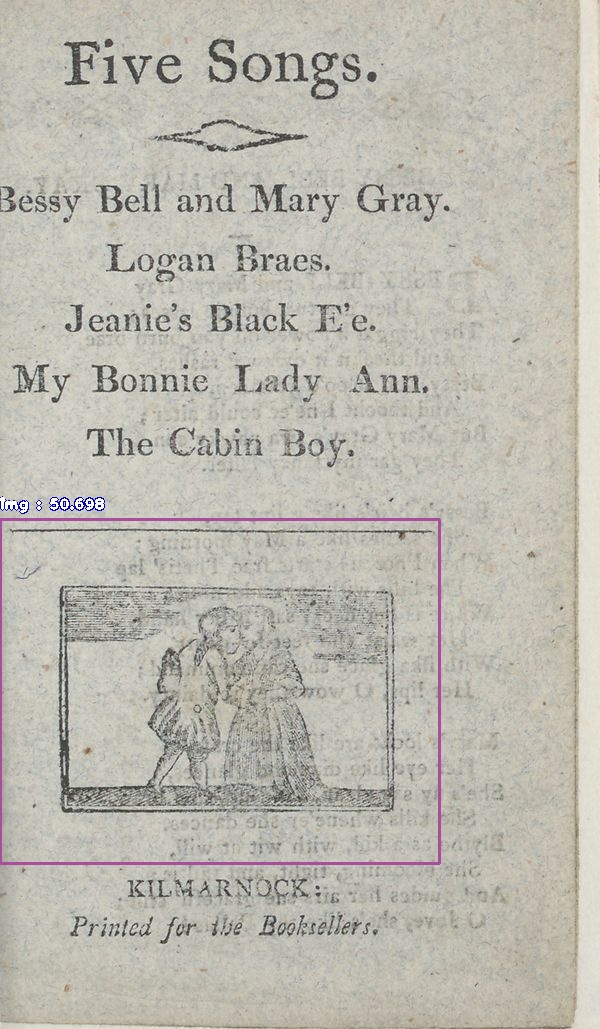 Five Songs.
Bessy Bell and Mary Gray.
Logan Braes.
Jeanie's Black E'e.
My Bonnie Lady Ann.
The Cabin Boy.
img : 50.698
KILMARNOCK:
Printed for the Booksellers.